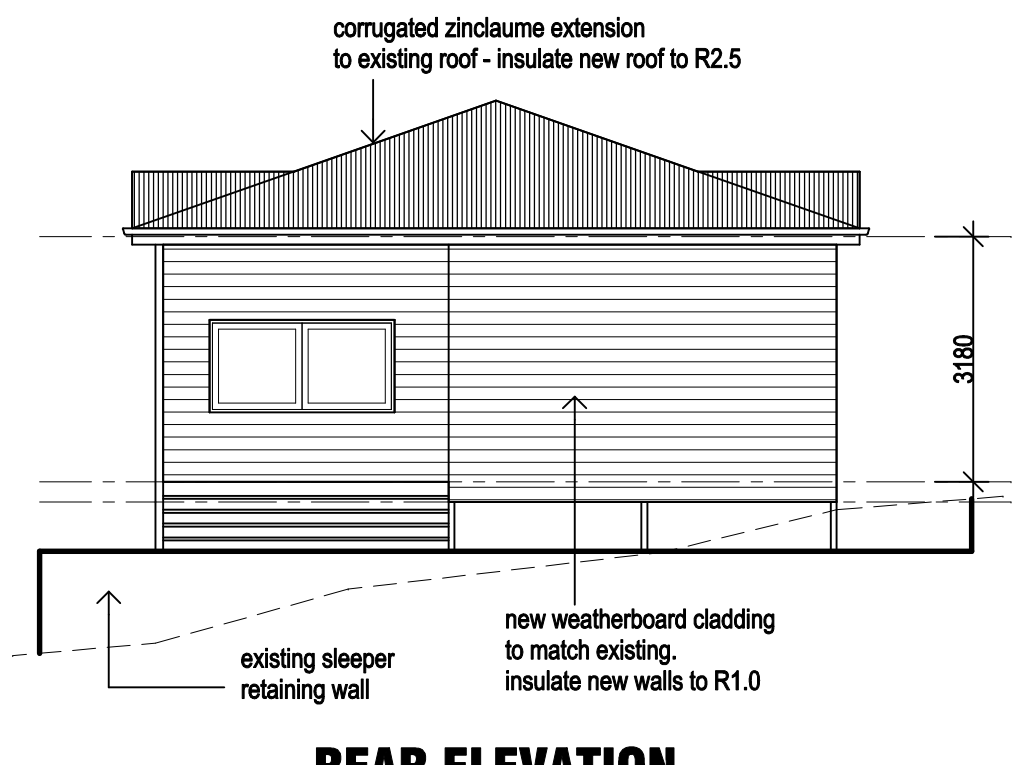 corrugated zinclaume extension
to existing roof - insulate new roof to R2.5
3180
new weatherboard cladding
to match existing.
insulate new walls to R1.0
existing sleeper
retaining wall
REAR ELEVATION